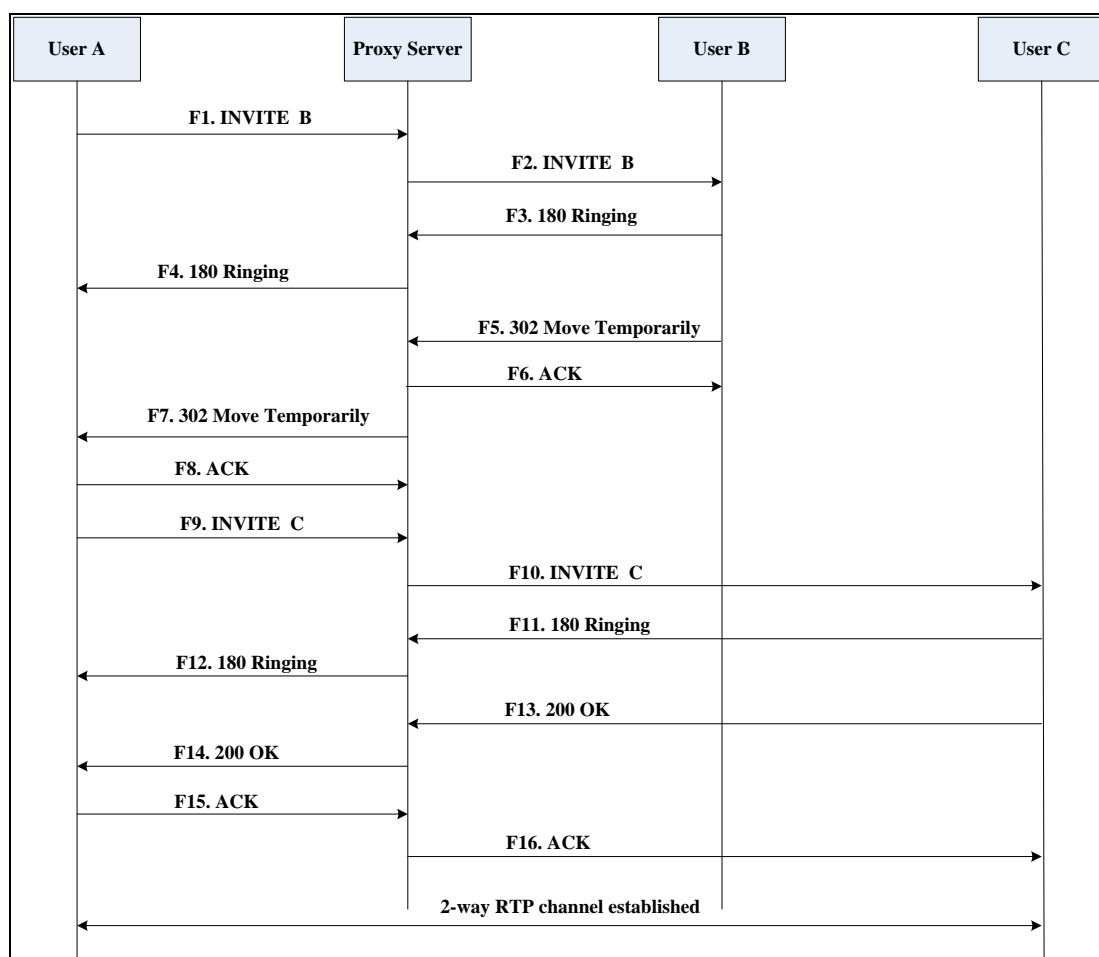 User A
Proxy Server
User B
User C
F1. INVITE B
F2. INVITE B
F3. 180 Ringing
F4. 180 Ringing
F5. 302 Move Temporarily
F6. ACK
F7. 302 Move Temporarily
F8. ACK
F9. INVITE C
F10. INVITE C
F11. 180 Ringing
F12. 180 Ringing
F13. 200 OK
F14. 200 OK
F15. ACK
F16. ACK
2-way RTP channel established